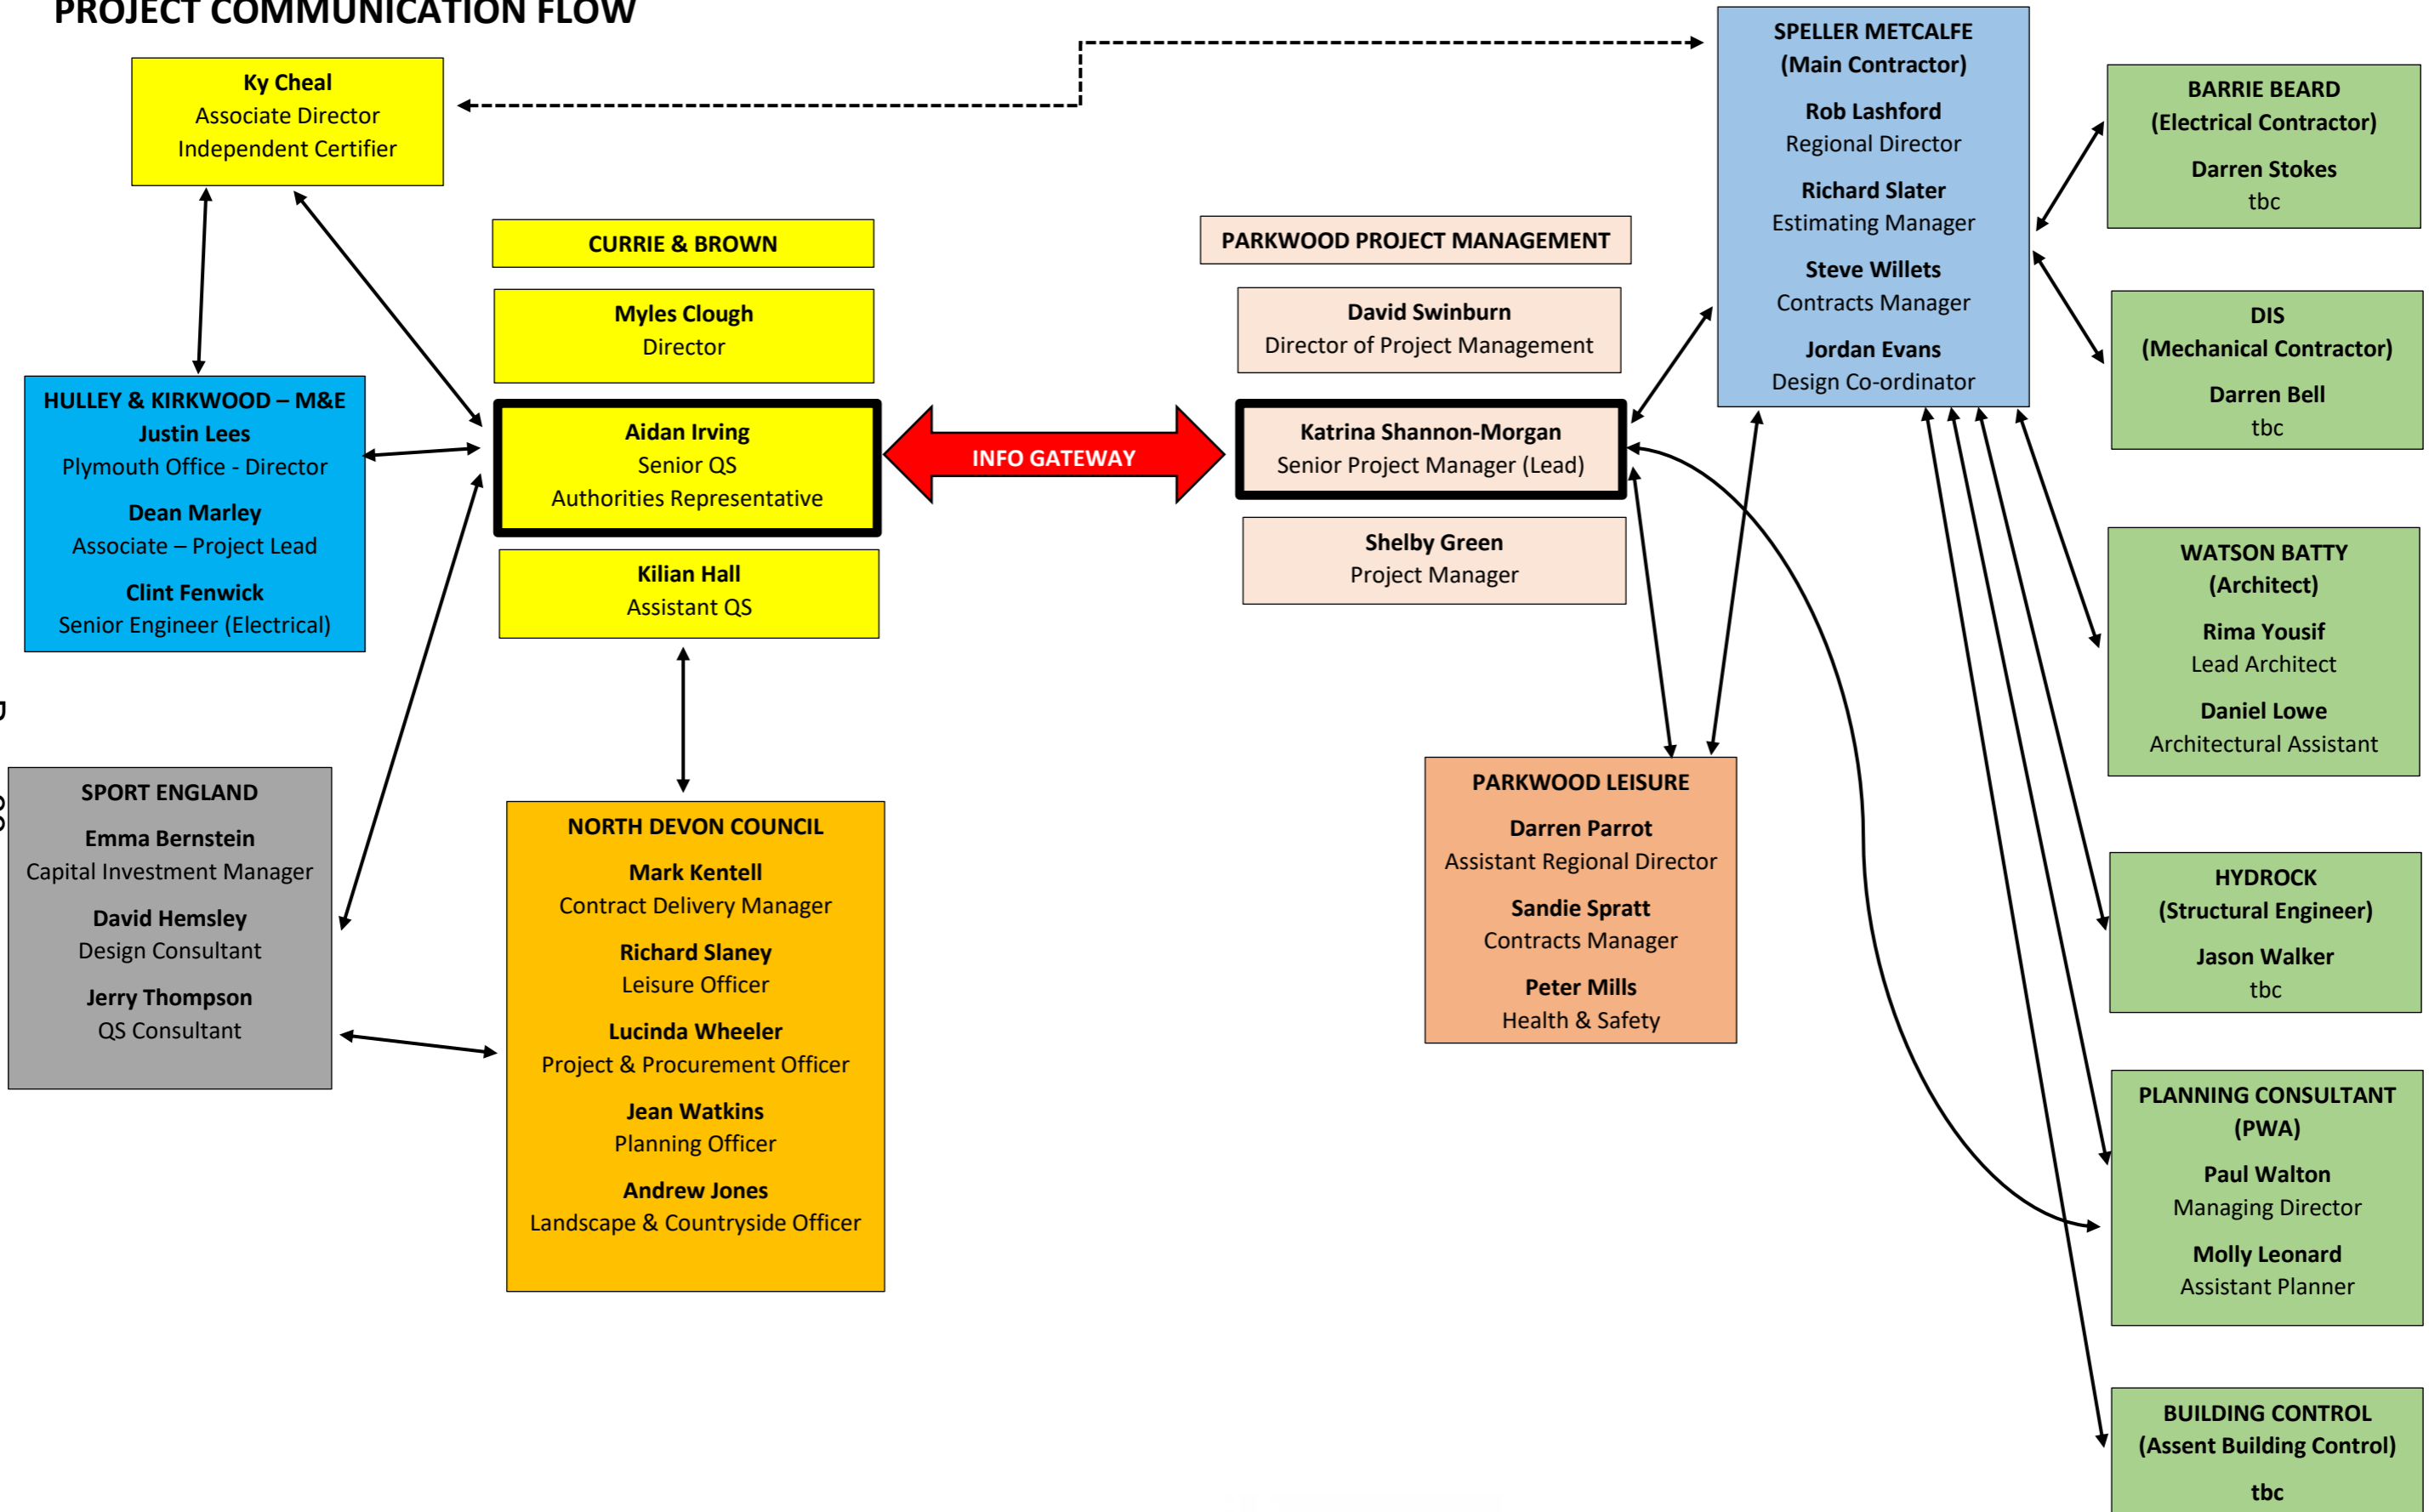 PROJECT COMMUNICATION FLOW
Ky Cheal
Associate Director
Independent Certifier
CURRIE & BROWN
Myles Clough
Director
Aidan Irving
Senior QS
Authorities Representative
Kilian Hall
Assistant QS
HULLEY & KIRKWOOD – M&E
Justin Lees
Plymouth Office - Director
Dean Marley
Associate – Project Lead
Clint Fenwick
Senior Engineer (Electrical)
SPORT ENGLAND
Emma Bernstein
Capital Investment Manager
David Hemsley
Design Consultant
Jerry Thompson
QS Consultant
NORTH DEVON COUNCIL
Mark Kentell
Contract Delivery Manager
Richard Slaney
Leisure Officer
Lucinda Wheeler
Project & Procurement Officer
Jean Watkins
Planning Officer
Andrew Jones
Landscape & Countryside Officer
INFO GATEWAY
PARKWOOD PROJECT MANAGEMENT
David Swinburn
Director of Project Management
Katrina Shannon-Morgan
Senior Project Manager (Lead)
Shelby Green
Project Manager
PARKWOOD LEISURE
Darren Parrot
Assistant Regional Director
Sandie Spratt
Contracts Manager
Peter Mills
Health & Safety
SPELLER METCALFE
(Main Contractor)
Rob Lashford
Regional Director
Richard Slater
Estimating Manager
Steve Willets
Contracts Manager
Jordan Evans
Design Co-ordinator
BARRIE BEARD
(Electrical Contractor)
Darren Stokes
tbc
DIS
(Mechanical Contractor)
Darren Bell
tbc
WATSON BATTY
(Architect)
Rima Yousif
Lead Architect
Daniel Lowe
Architectural Assistant
HYDROCK
(Structural Engineer)
Jason Walker
tbc
PLANNING CONSULTANT
(PWA)
Paul Walton
Managing Director
Molly Leonard
Assistant Planner
BUILDING CONTROL
(Assent Building Control)
tbc